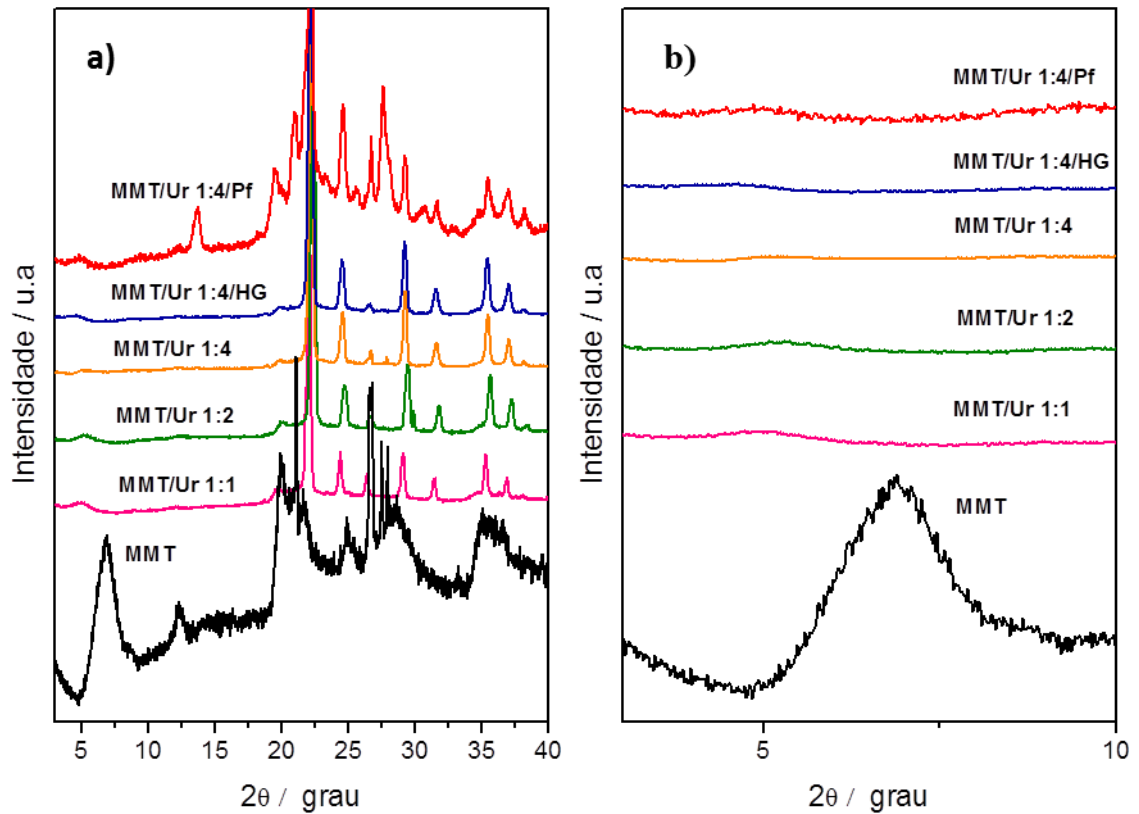 a)
MMT/Ur 1:4/Pf
MMT/Ur 1:4/HG
MMT/Ur 1:4
MMT/Ur 1:2
MMT/Ur 1:1
MMT
Intensidade / u.a
5 10 15 20 25 30 35 40
2θ / grau
b)
MMT/Ur 1:4/Pf
MMT/Ur 1:4/HG
MMT/Ur 1:4
MMT/Ur 1:2
MMT/Ur 1:1
MMT
Intensidade / u.a
5 10
2θ / grau